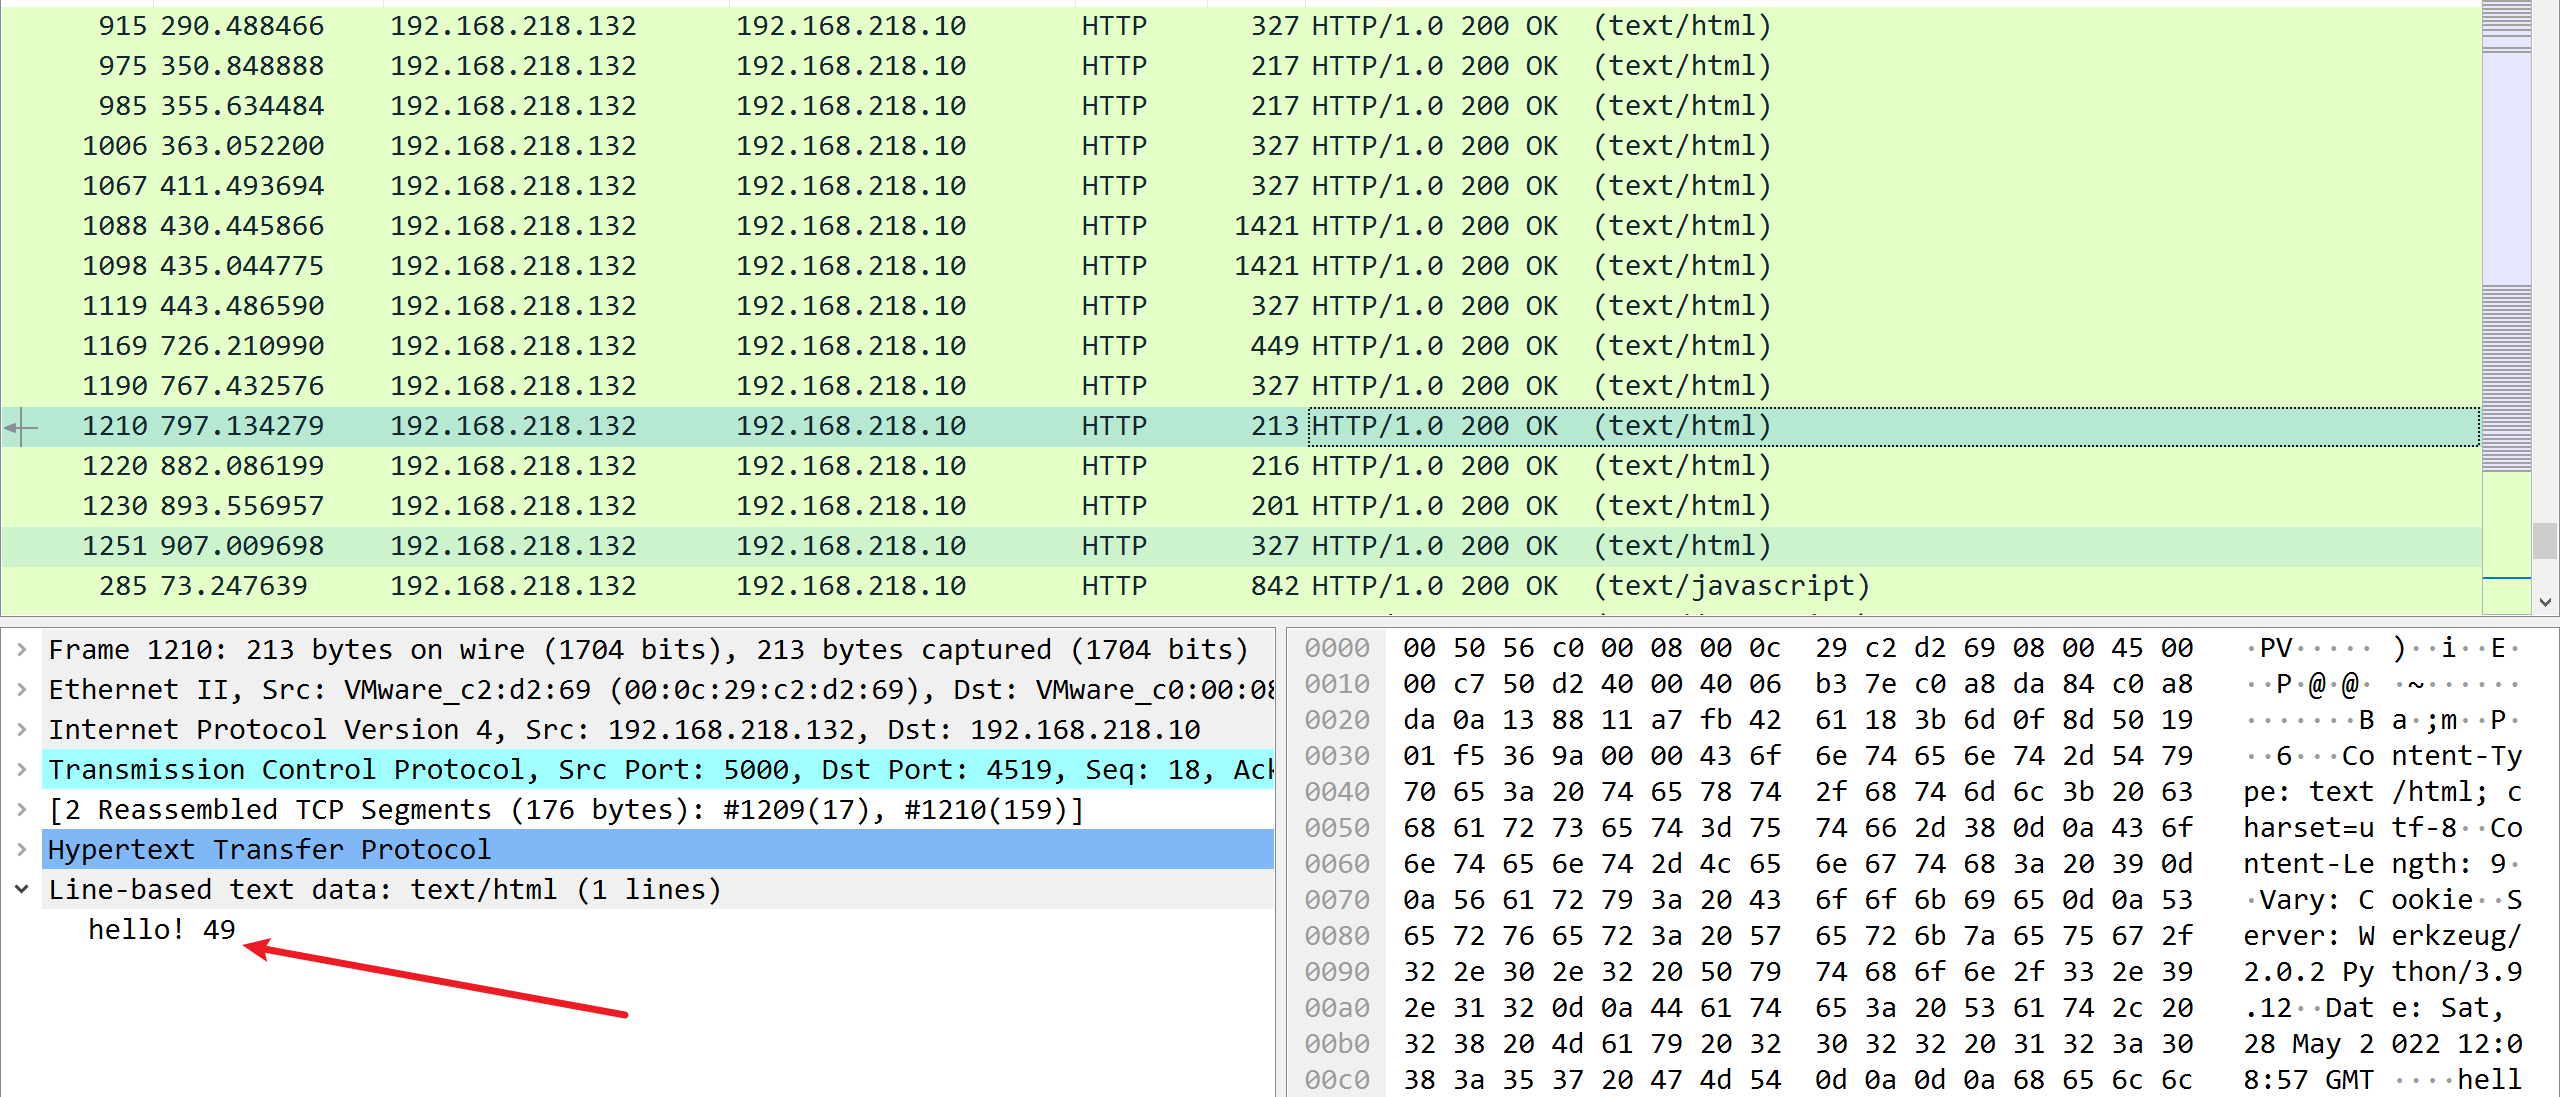 915 290.488466 192.168.218.132 192.168.218.10 HTTP 327 HTTP/1.0 200 OK (text/html)
975 350.848888 192.168.218.132 192.168.218.10 HTTP 217 HTTP/1.0 200 OK (text/html)
985 355.634484 192.168.218.132 192.168.218.10 HTTP 217 HTTP/1.0 200 OK (text/html)
1006 363.052200 192.168.218.132 192.168.218.10 HTTP 327 HTTP/1.0 200 OK (text/html)
1067 411.493694 192.168.218.132 192.168.218.10 HTTP 327 HTTP/1.0 200 OK (text/html)
1088 430.445866 192.168.218.132 192.168.218.10 HTTP 1421 HTTP/1.0 200 OK (text/html)
1098 435.044775 192.168.218.132 192.168.218.10 HTTP 1421 HTTP/1.0 200 OK (text/html)
1119 443.486590 192.168.218.132 192.168.218.10 HTTP 327 HTTP/1.0 200 OK (text/html)
1169 726.210990 192.168.218.132 192.168.218.10 HTTP 449 HTTP/1.0 200 OK (text/html)
1190 767.432576 192.168.218.132 192.168.218.10 HTTP 327 HTTP/1.0 200 OK (text/html)
1210 797.134279 192.168.218.132 192.168.218.10 HTTP 213 HTTP/1.0 200 OK (text/html)
1220 882.086199 192.168.218.132 192.168.218.10 HTTP 216 HTTP/1.0 200 OK (text/html)
1230 893.556957 192.168.218.132 192.168.218.10 HTTP 201 HTTP/1.0 200 OK (text/html)
1251 907.009698 192.168.218.132 192.168.218.10 HTTP 327 HTTP/1.0 200 OK (text/html)
285 73.247639 192.168.218.132 192.168.218.10 HTTP 842 HTTP/1.0 200 OK (text/javascript)
Frame 1210: 213 bytes on wire (1704 bits), 213 bytes captured (1704 bits)
Ethernet II, Src: VMware_c2:d2:69 (00:0c:29:c2:d2:69), Dst: VMware_c0:00:08
Internet Protocol Version 4, Src: 192.168.218.132, Dst: 192.168.218.10
Transmission Control Protocol, Src Port: 5000, Dst Port: 4519, Seq: 18, Ack
[2 Reassembled TCP Segments (176 bytes): #1209(17), #1210(159)]
Hypertext Transfer Protocol
Line-based text data: text/html (1 lines)
hello! 49
0000 00 50 56 c0 00 08 00 0c 29 c2 d2 69 08 00 45 00 ·PV····· )··i··E·
0010 00 c7 50 d2 40 00 40 06 b3 7e c0 a8 da 84 c0 a8 ··P·@·@· ·~······
0020 da 0a 13 88 11 a7 fb 42 61 18 3b 6d 0f 8d 50 19 ·······B a·;m··P·
0030 01 f5 36 9a 00 00 43 6f 6e 74 65 6e 74 2d 54 79 ··6···Co ntent-Ty
0040 70 65 3a 20 74 65 78 74 2f 68 74 6d 6c 3b 20 63 pe: text /html; c
0050 68 61 72 73 65 74 3d 75 74 66 2d 38 0d 0a 43 6f harset=u tf-8··Co
0060 6e 74 65 6e 74 2d 4c 65 6e 67 74 68 3a 20 39 0d ntent-Le ngth: 9·
0070 0a 56 61 72 79 3a 20 43 6f 6f 6b 69 65 0d 0a 53 ·Vary: C ookie··S
0080 65 72 76 65 72 3a 20 57 65 72 6b 7a 65 75 67 2f erver: W erkzeug/
0090 32 2e 30 2e 32 20 50 79 74 68 6f 6e 2f 33 2e 39 2.0.2 Py thon/3.9
00a0 2e 31 32 0d 0a 44 61 74 65 3a 20 53 61 74 2c 20 .12··Dat e: Sat,
00b0 32 38 20 4d 61 79 20 32 30 32 32 20 31 32 3a 30 28 May 2 022 12:0
00c0 38 3a 35 37 20 47 4d 54 0d 0a 0d 0a 68 65 6c 6c 8:57 GMT ····hell